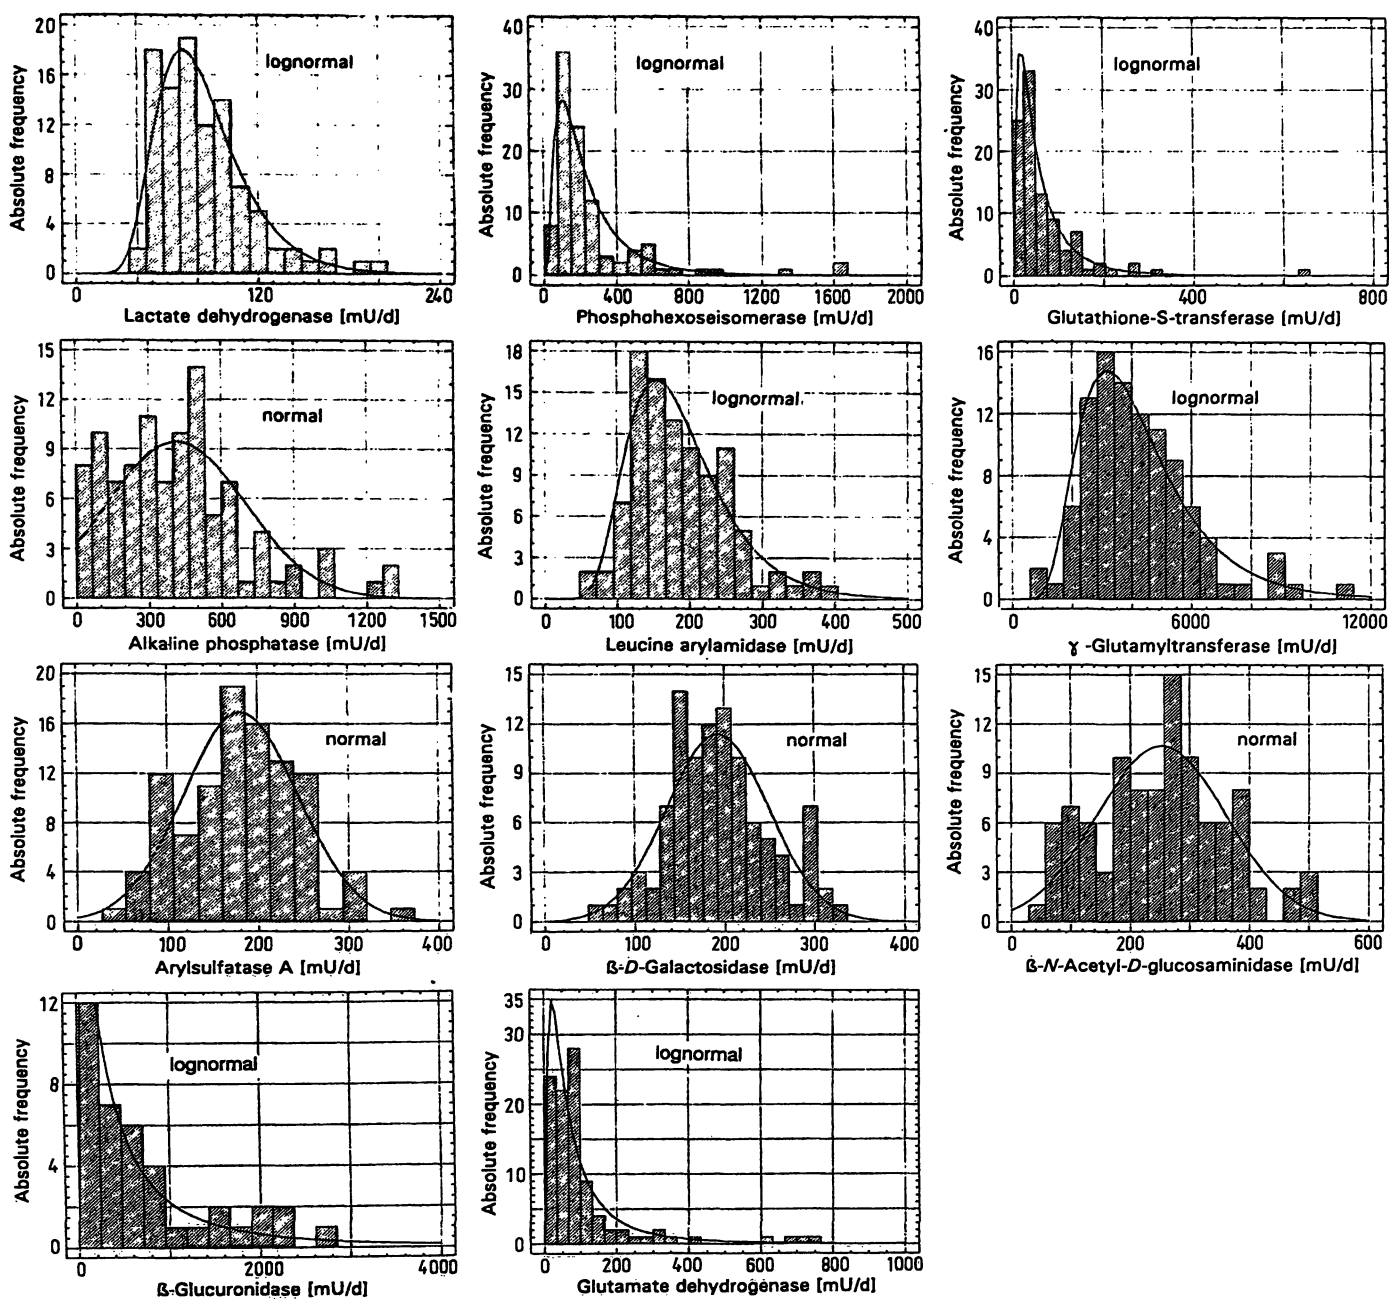 20
16
12
8
4
0
Absolute frequency
lognormal
0 120 240
Lactate dehydrogenase [mU/d]
40
30
20
10
0
Absolute frequency
lognormal
0 400 800 1200 1600 2000
Phosphohexoseisomerase [mU/d]
40
30
20
10
0
Absolute frequency
lognormal
0 400 800
Glutathione-S-transferase [mU/d]
15
12
9
6
3
0
Absolute frequency
normal
0 300 600 900 1200 1500
Alkaline phosphatase [mU/d]
18
15
12
9
6
3
0
Absolute frequency
lognormal
0 100 200 300 400 500
Leucine arylamidase [mU/d]
16
12
8
4
0
Absolute frequency
lognormal
0 6000 12000
γ -Glutamyltransferase [mU/d]
20
16
12
8
4
0
Absolute frequency
normal
0 100 200 300 400
Arylsulfatase A [mU/d]
15
12
9
6
3
0
Absolute frequency
normal
0 100 200 300 400
ß-D-Galactosidase [mU/d]
15
12
9
6
3
0
Absolute frequency
normal
0 200 400 600
ß-N-Acetyl-D-glucosaminidase [mU/d]
12
8
4
0
Absolute frequency
lognormal
0 1000 2000 4000
ß-Glucuronidase [mU/d]
35
30
20
10
0
Absolute frequency
lognormal
0 200 400 600 800 1000
Glutamate dehydrogenase [mU/d]